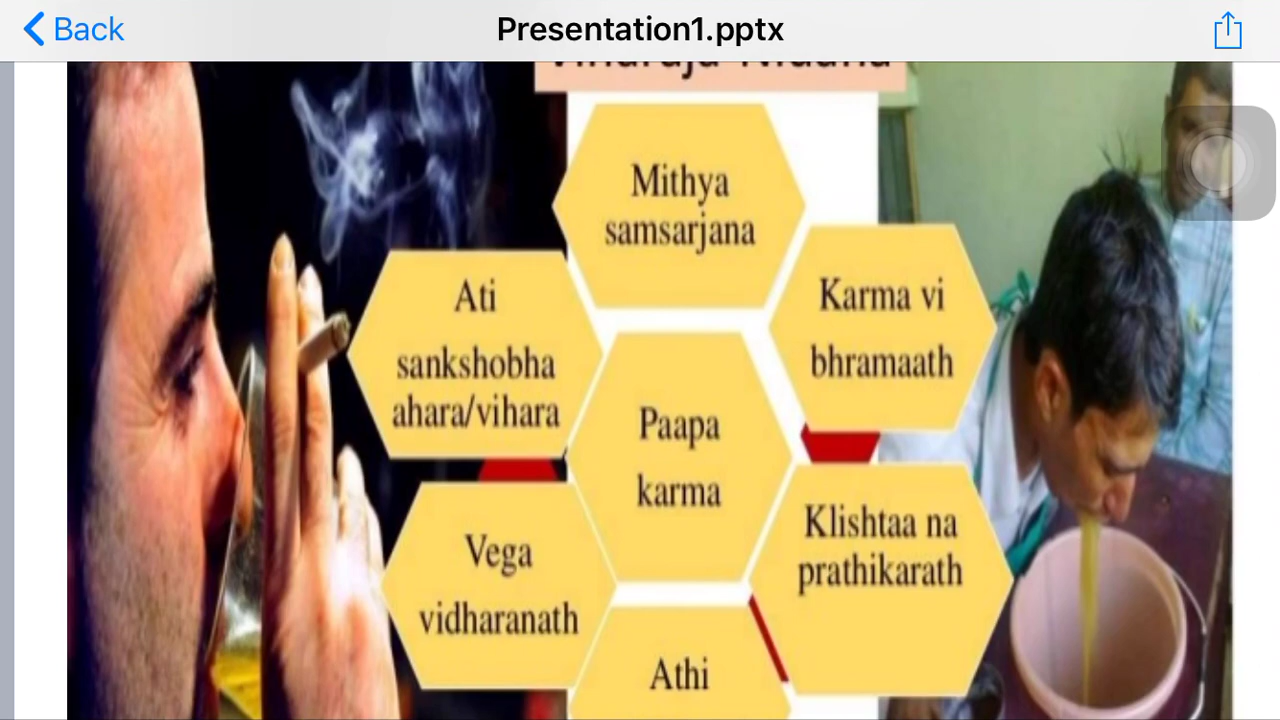 Back
Presentation1.pptx
Mithya
samsarjana
Ati
sankshobha
ahara/vihara
Karma vi
bhramaath
Paapa
karma
Vega
vidharanath
Klishtaa na
prathikarath
Athi